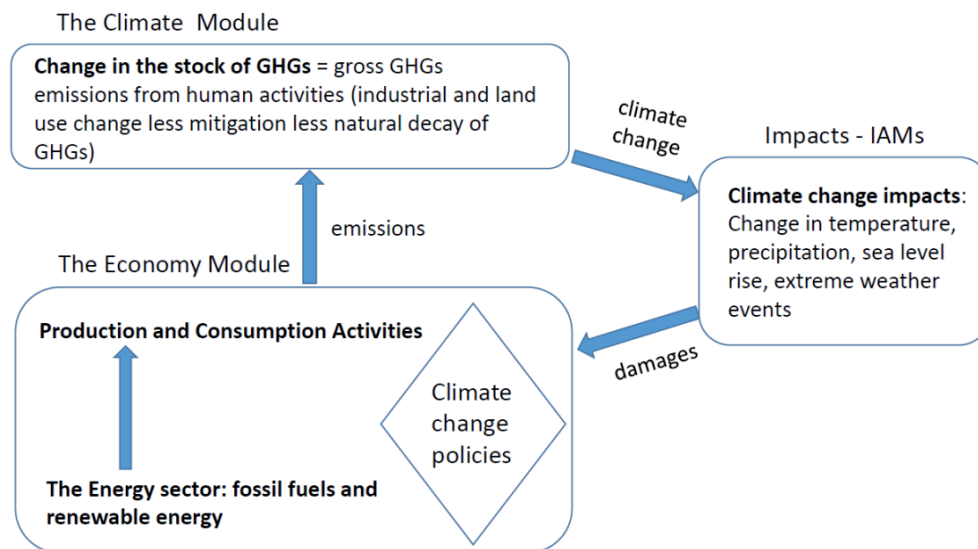 The Climate Module
Change in the stock of GHGs = gross GHGs
emissions from human activities (industrial and land
use change less mitigation less natural decay of
GHGs)
climate
change
Impacts - IAMs
Climate change impacts:
Change in temperature,
precipitation, sea level
rise, extreme weather
events
emissions
The Economy Module
Production and Consumption Activities
damages
Climate
change
policies
The Energy sector: fossil fuels and
renewable energy